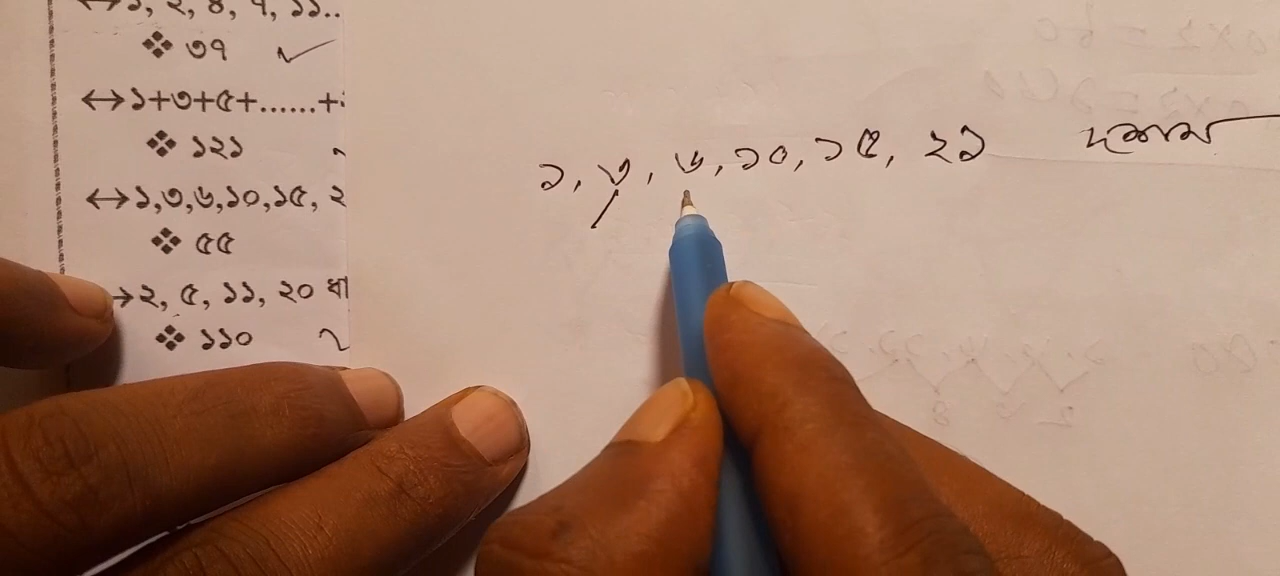 ↔১, ২, ৪, ৭, ১১..
❖ ৩৭
↔১+৩+৫+......+
❖ ১২১
↔১,৩,৬,১০,১৫, ২
❖ ৫৫
→২, ৫, ১১, ২০ ধা
❖ ১১০
১, ৩, ৬, ১০, ১৫, ২১ দশম